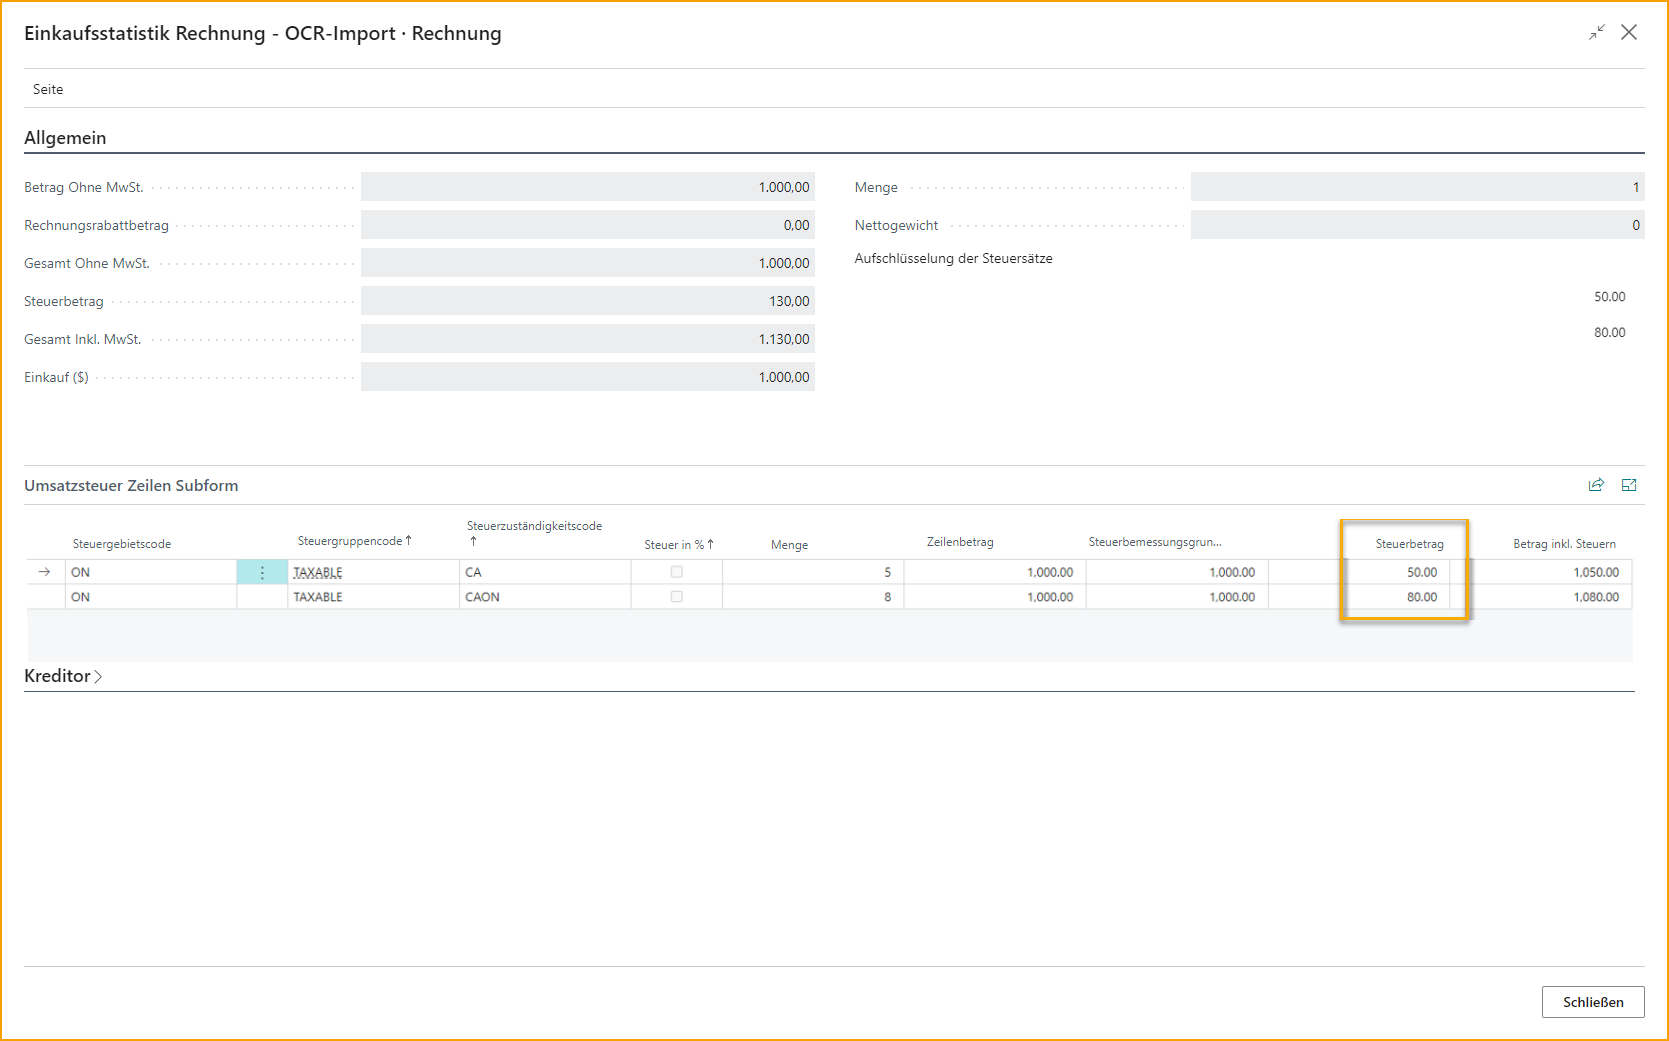 Einkaufsstatistik Rechnung - OCR-Import · Rechnung
Seite
Allgemein
Betrag Ohne MwSt. 1.000,00
Rechnungsrabattbetrag 0,00
Gesamt Ohne MwSt. 1.000,00
Steuerbetrag 130,00
Gesamt Inkl. MwSt. 1.130,00
Einkauf ($) 1.000,00
Menge 1
Nettogewicht 0
Aufschlüsselung der Steuersätze
50.00
80.00
Umsatzsteuer Zeilen Subform
Steuergebietscode Steuergruppencode ↑ Steuerzuständigkeitscode ↑ Steuer in % ↑ Menge Zeilenbetrag Steuerbemessungsgrun... Steuerbetrag Betrag inkl. Steuern
→ ON ⋮ TAXABLE CA 5 1,000.00 1,000.00 50.00 1,050.00
ON TAXABLE CAON 8 1,000.00 1,000.00 80.00 1,080.00
Kreditor >
Schließen